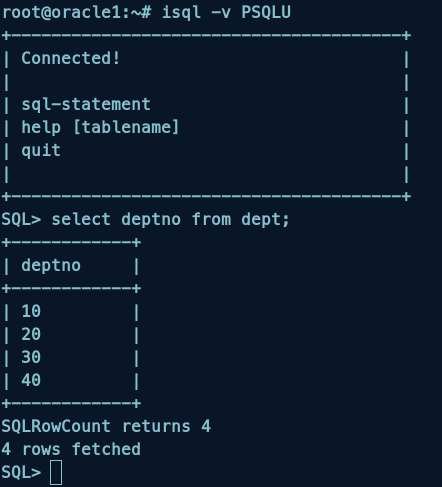 root@oracle1:~# isql -v PSQLU
+---------------------------------------+
| Connected!                            |
|                                       |
| sql-statement                         |
| help [tablename]                      |
| quit                                  |
|                                       |
+---------------------------------------+
SQL> select deptno from dept;
+------------+
| deptno     |
+------------+
| 10         |
| 20         |
| 30         |
| 40         |
+------------+
SQLRowCount returns 4
4 rows fetched
SQL>